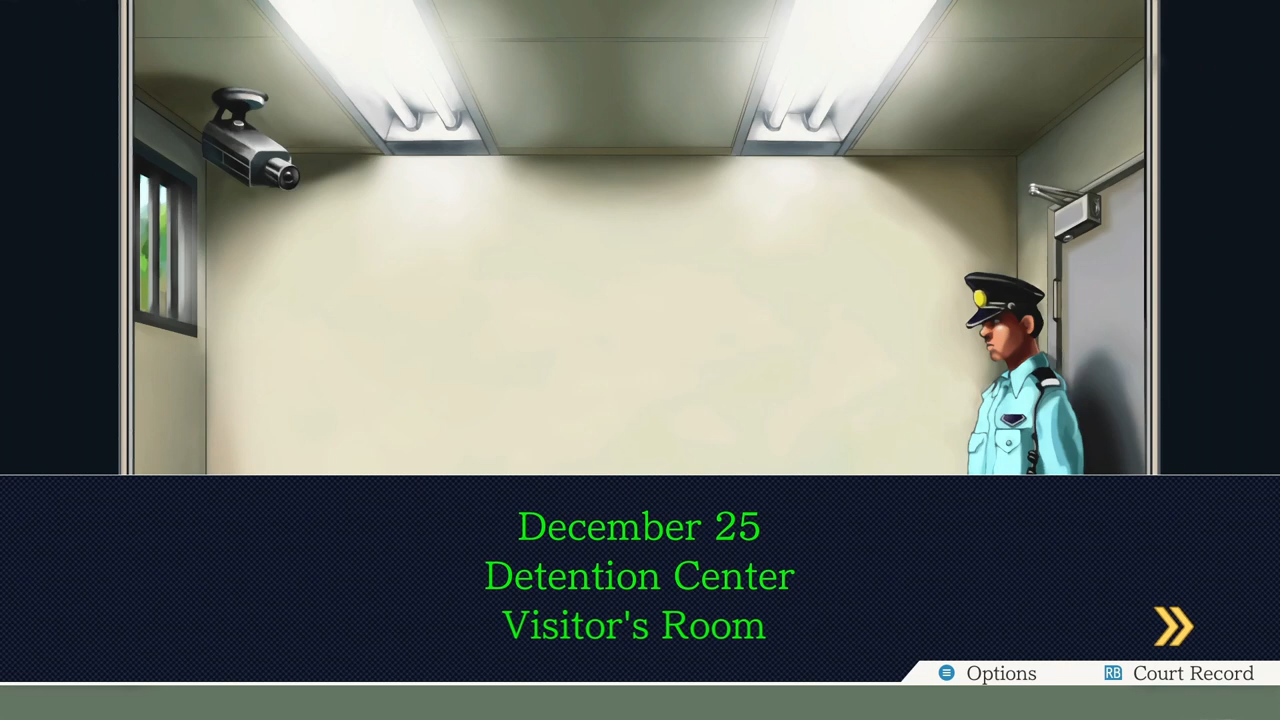 December 25
Detention Center
Visitor's Room
Options
RB Court Record